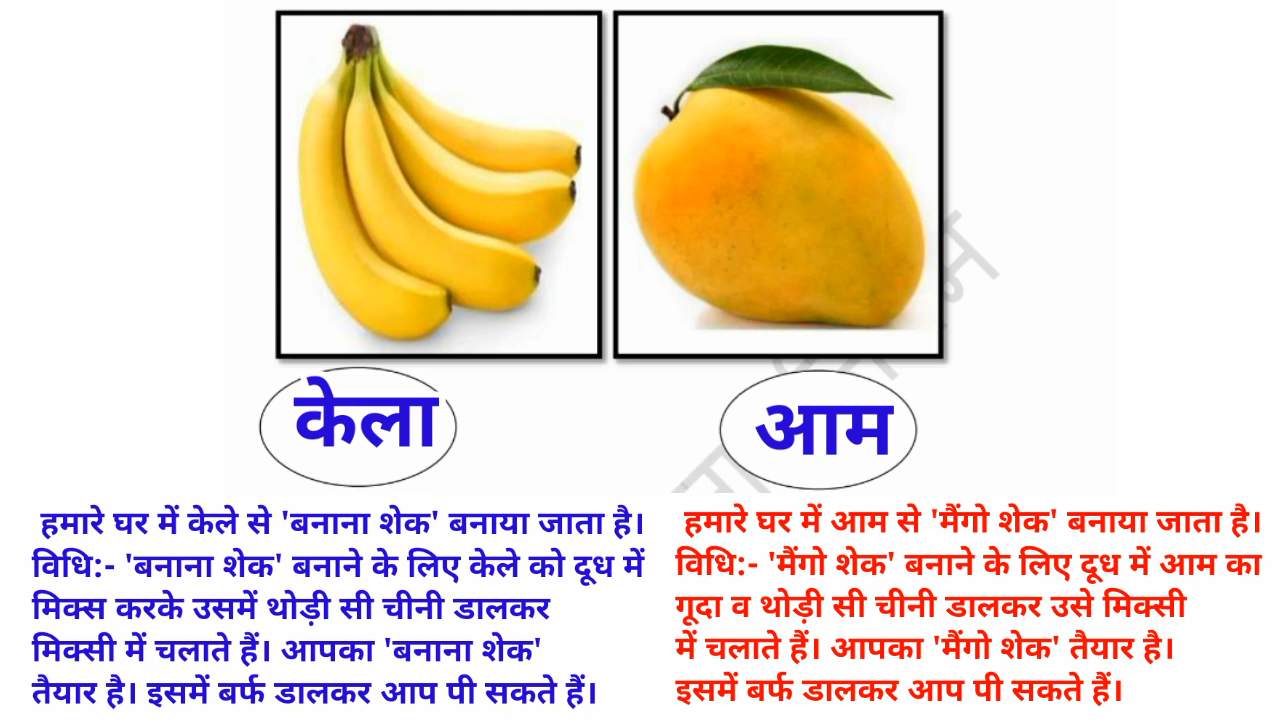 केला
आम
हमारे घर में केले से 'बनाना शेक' बनाया जाता है।
विधि:- 'बनाना शेक' बनाने के लिए केले को दूध में
मिक्स करके उसमें थोड़ी सी चीनी डालकर
मिक्सी में चलाते हैं। आपका 'बनाना शेक'
तैयार है। इसमें बर्फ डालकर आप पी सकते हैं।
हमारे घर में आम से 'मैंगो शेक' बनाया जाता है।
विधि:- 'मैंगो शेक' बनाने के लिए दूध में आम का
गूदा व थोड़ी सी चीनी डालकर उसे मिक्सी
में चलाते हैं। आपका 'मैंगो शेक' तैयार है।
इसमें बर्फ डालकर आप पी सकते हैं।